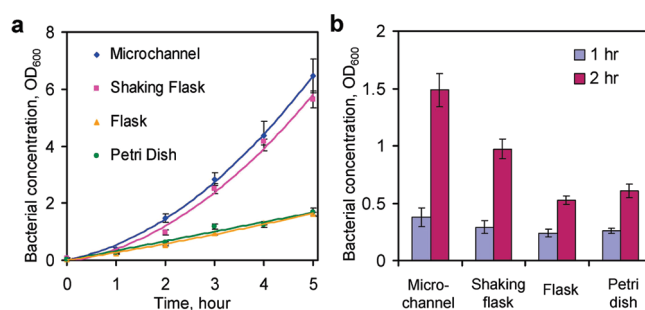 a
Bacterial concentration, OD600
8
6
4
2
0
Microchannel
Shaking Flask
Flask
Petri Dish
0 1 2 3 4 5
Time, hour
b
Bacterial concentration, OD600
2
1.5
1
0.5
0
1 hr
2 hr
Micro-
channel
Shaking
flask
Flask
Petri
dish